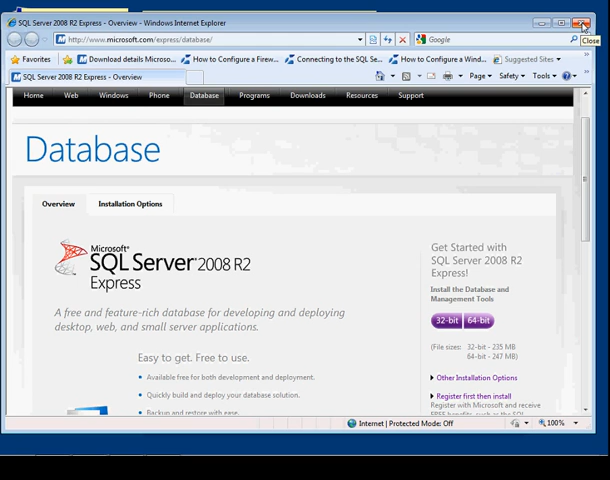 SQL Server 2008 R2 Express - Overview - Windows Internet Explorer
Close
http://www.microsoft.com/express/database/
Google
Favorites
Download details Microso...
How to Configure a Firew...
Connecting to the SQL Se...
How to Configure a Wind...
Suggested Sites
SQL Server 2008 R2 Express - Overview
Page
Safety
Tools
Home
Web
Windows
Phone
Database
Programs
Downloads
Resources
Support
Database
Overview
Installation Options
Microsoft®
SQL Server® 2008 R2
Express
A free and feature-rich database for developing and deploying
desktop, web, and small server applications.
Easy to get. Free to use.
• Available free for both development and deployment.
• Quickly build and deploy your database solution.
• Backup and restore with ease.
Get Started with
SQL Server 2008 R2
Express!
Install the Database and
Management Tools
32-bit
64-bit
(File sizes: 32-bit - 235 MB
64-bit - 247 MB)
Other Installation Options
Register first then install
Register with Microsoft and receive
FREE benefits, such as the SQL
Internet | Protected Mode: Off
100%